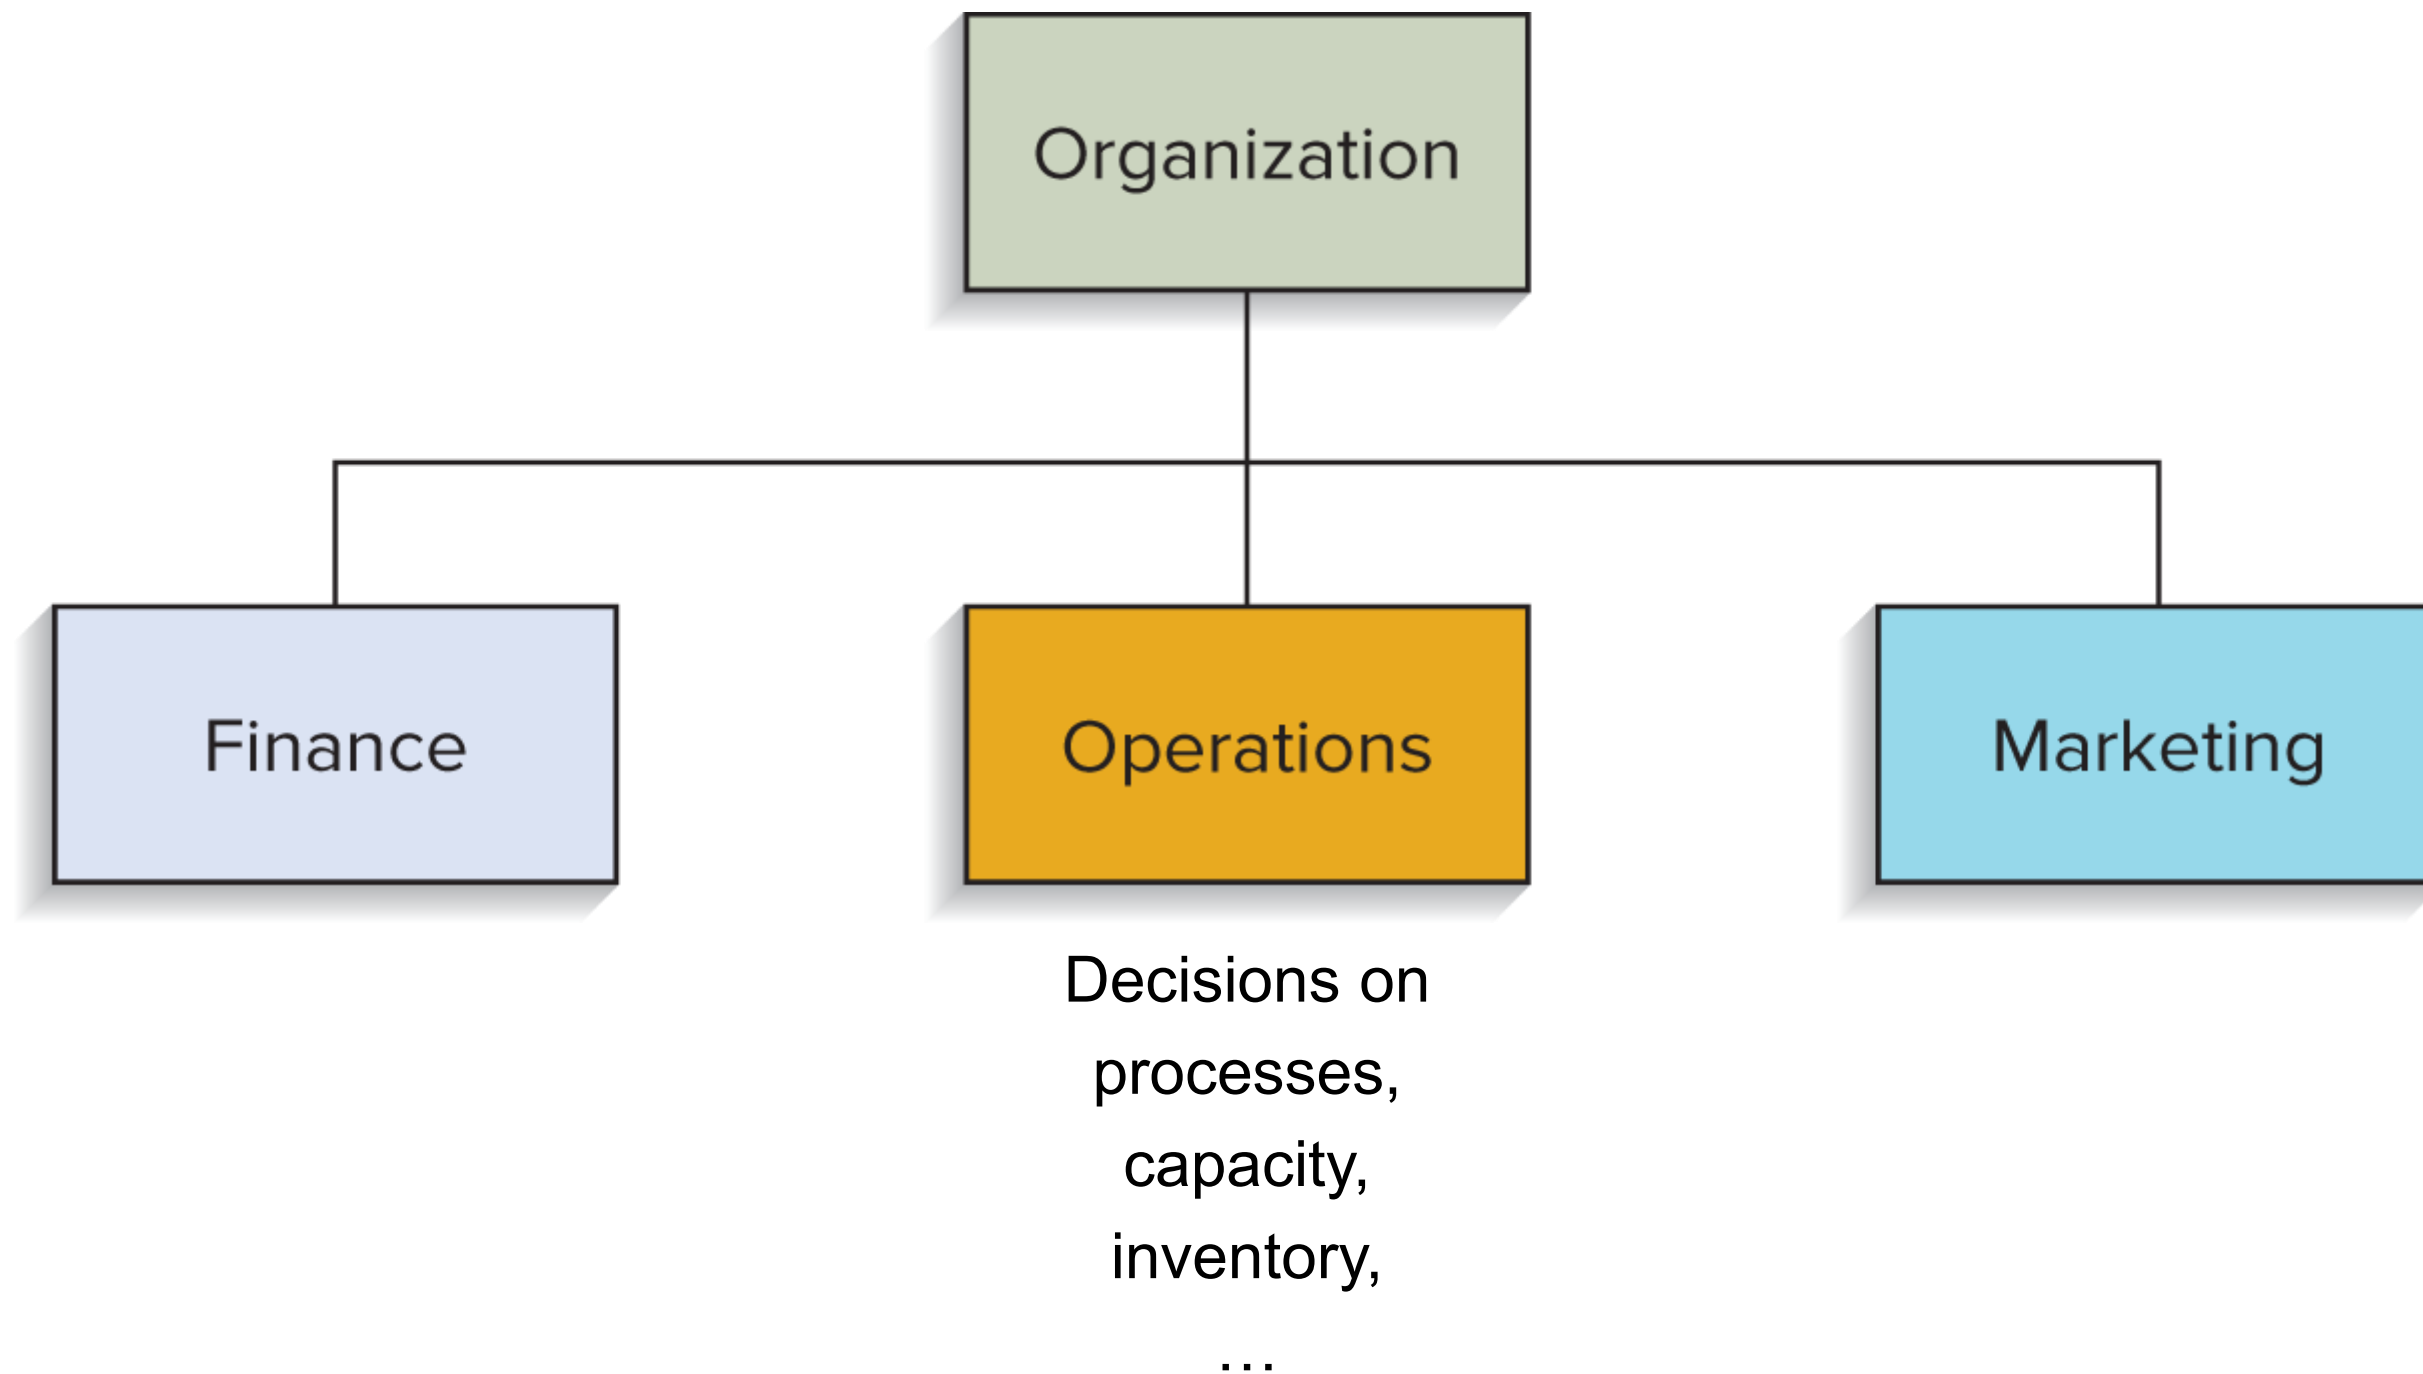 Organization
Finance
Operations
Marketing
Decisions on
processes,
capacity,
inventory,
…